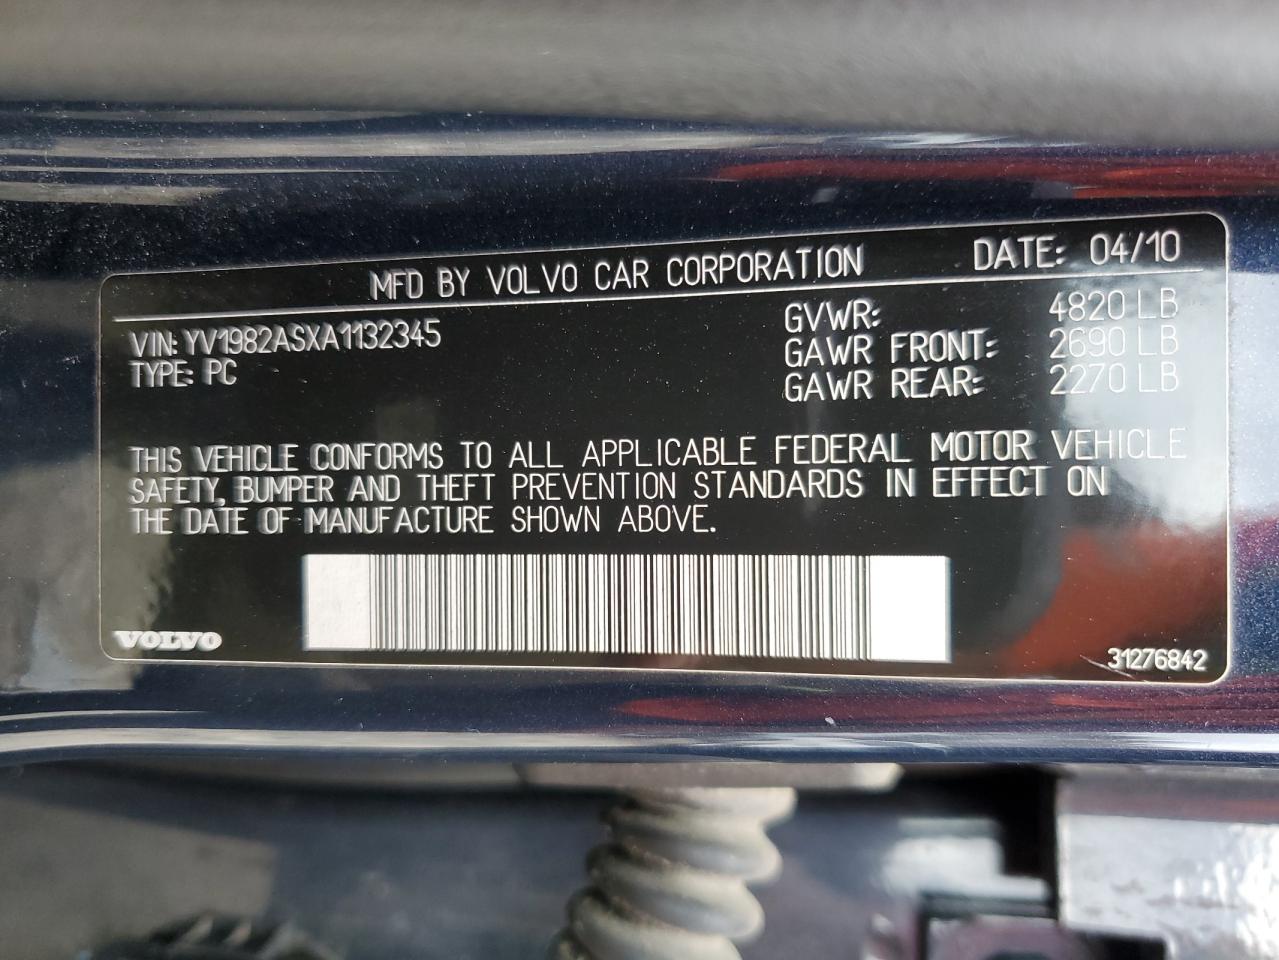 MFD BY VOLVO CAR CORPORATION DATE: 04/10
VIN: YV1982ASXA1132345 GVWR: 4820 LB
TYPE: PC GAWR FRONT: 2690 LB
GAWR REAR: 2270 LB
THIS VEHICLE CONFORMS TO ALL APPLICABLE FEDERAL MOTOR VEHICLE
SAFETY, BUMPER AND THEFT PREVENTION STANDARDS IN EFFECT ON
THE DATE OF MANUFACTURE SHOWN ABOVE.
VOLVO 31276842